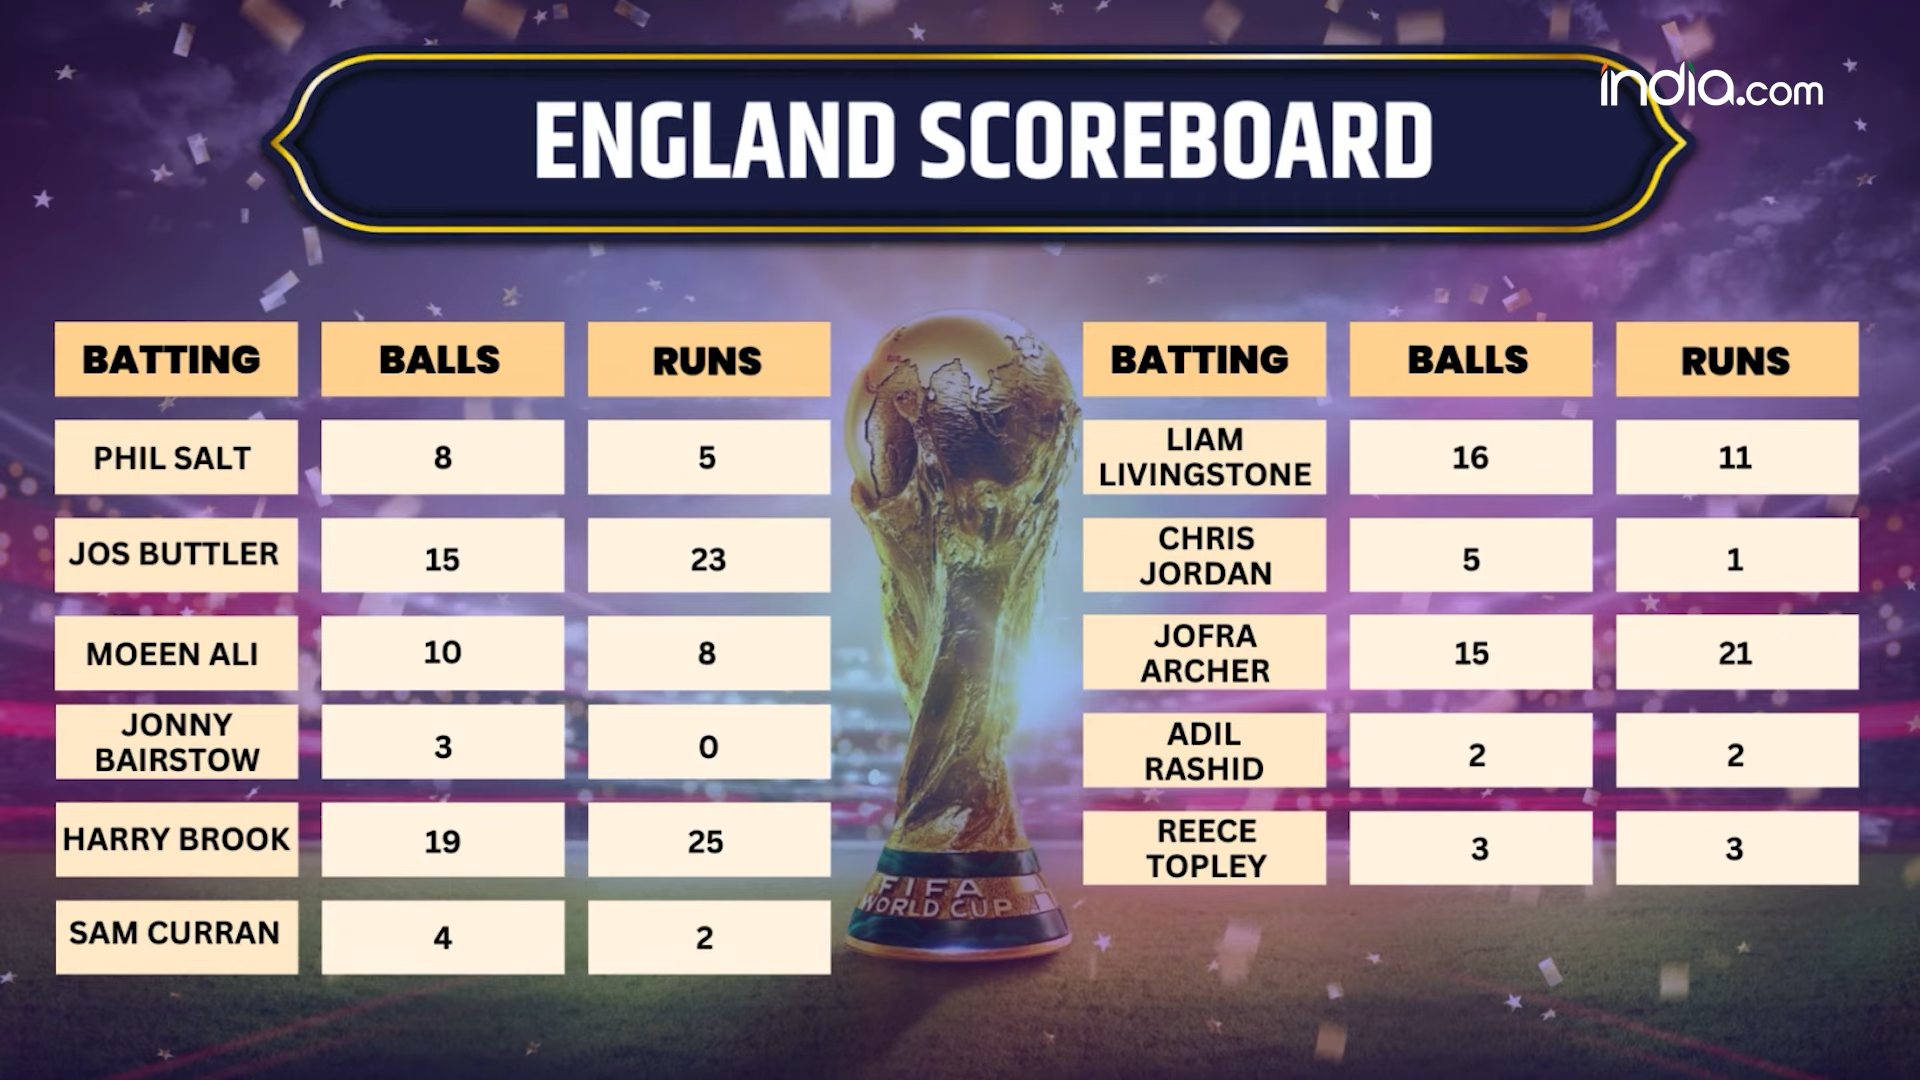 india.com
ENGLAND SCOREBOARD
BATTING BALLS RUNS
PHIL SALT 8 5
JOS BUTTLER 15 23
MOEEN ALI 10 8
JONNY
BAIRSTOW 3 0
HARRY BROOK 19 25
SAM CURRAN 4 2
FIFA
WORLD CUP
BATTING BALLS RUNS
LIAM
LIVINGSTONE 16 11
CHRIS
JORDAN 5 1
JOFRA
ARCHER 15 21
ADIL
RASHID 2 2
REECE
TOPLEY 3 3